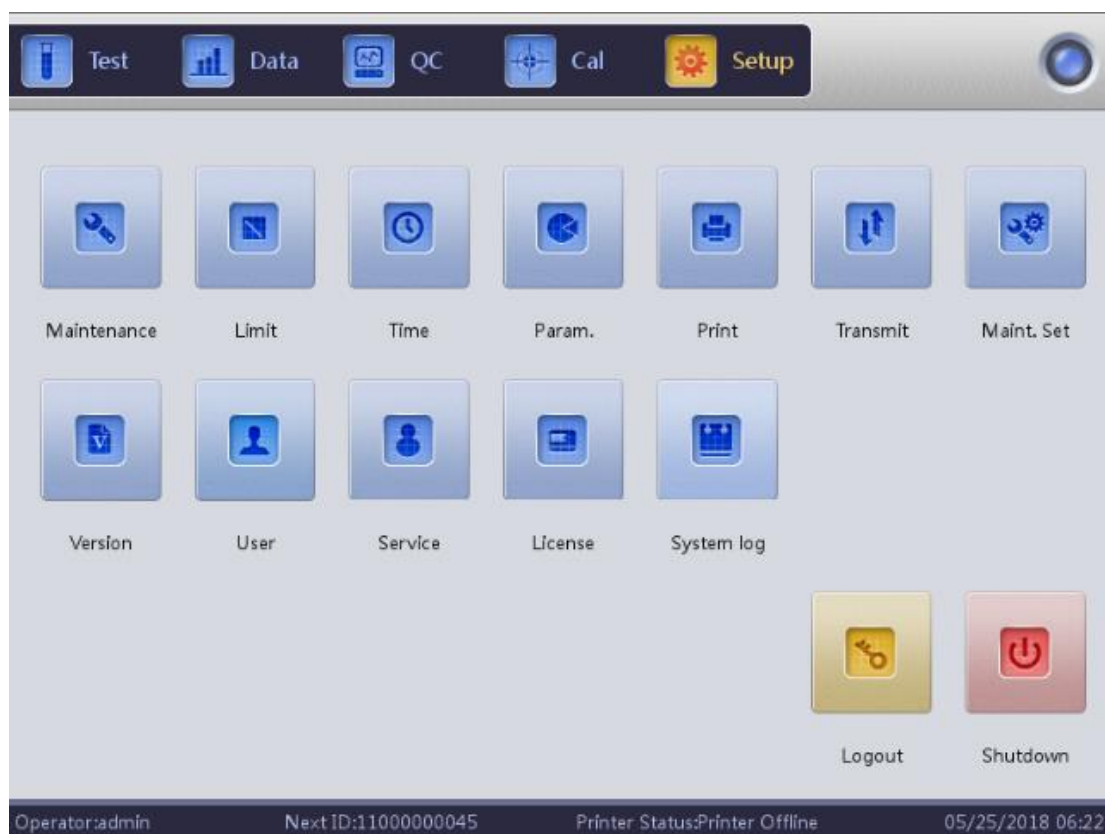 Test Data QC Cal Setup
Maintenance Limit Time Param. Print Transmit Maint. Set
V
Version User Service License System log
Logout Shutdown
Operator:admin Next ID:11000000045 Printer Status:Printer Offline 05/25/2018 06:22